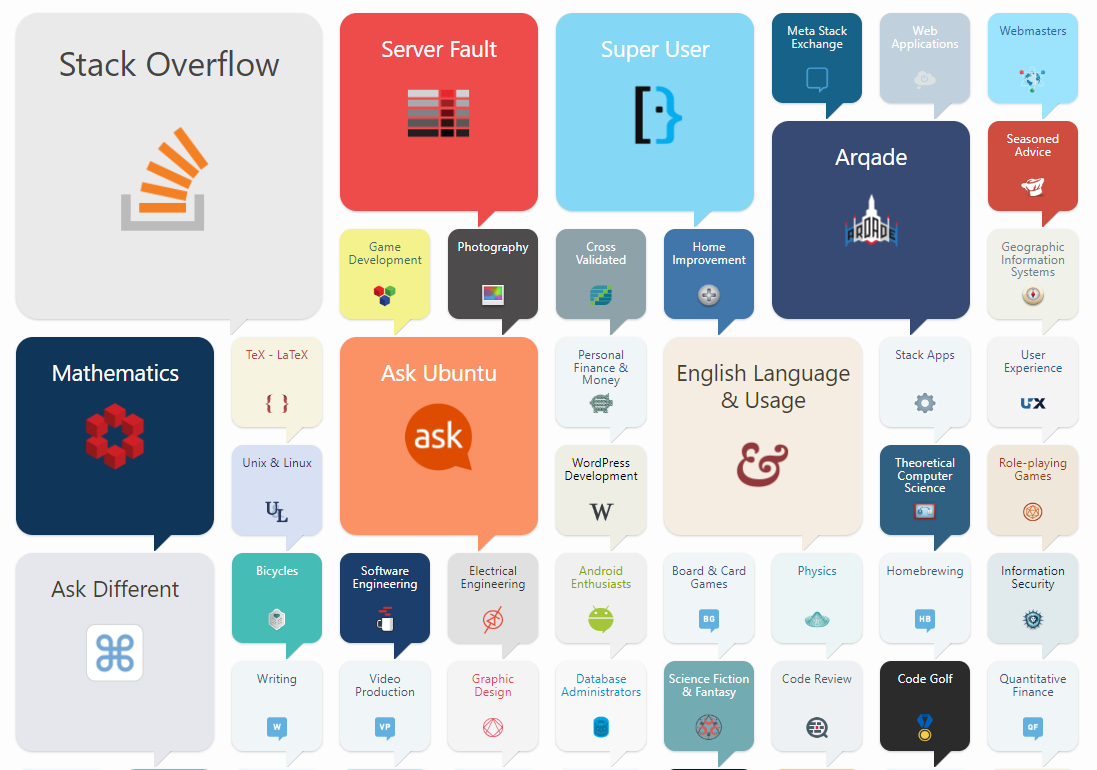 Stack Overflow
Server Fault
Super User
Meta Stack
Exchange
Web
Applications
Webmasters
Arqade
ARQADE
Seasoned
Advice
Game
Development
Photography
Cross
Validated
Home
Improvement
Geographic
Information
Systems
Mathematics
TeX - LaTeX
{ }
Ask Ubuntu
ask
Personal
Finance &
Money
English Language
& Usage
&
Stack Apps
User
Experience
UX
Unix & Linux
UL
WordPress
Development
W
Theoretical
Computer
Science
Role-playing
Games
Ask Different
Bicycles
Software
Engineering
Electrical
Engineering
Android
Enthusiasts
Board & Card
Games
BG
Physics
Homebrewing
HB
Information
Security
Writing
W
Video
Production
VP
Graphic
Design
Database
Administrators
Science Fiction
& Fantasy
Code Review
Code Golf
Quantitative
Finance
QF